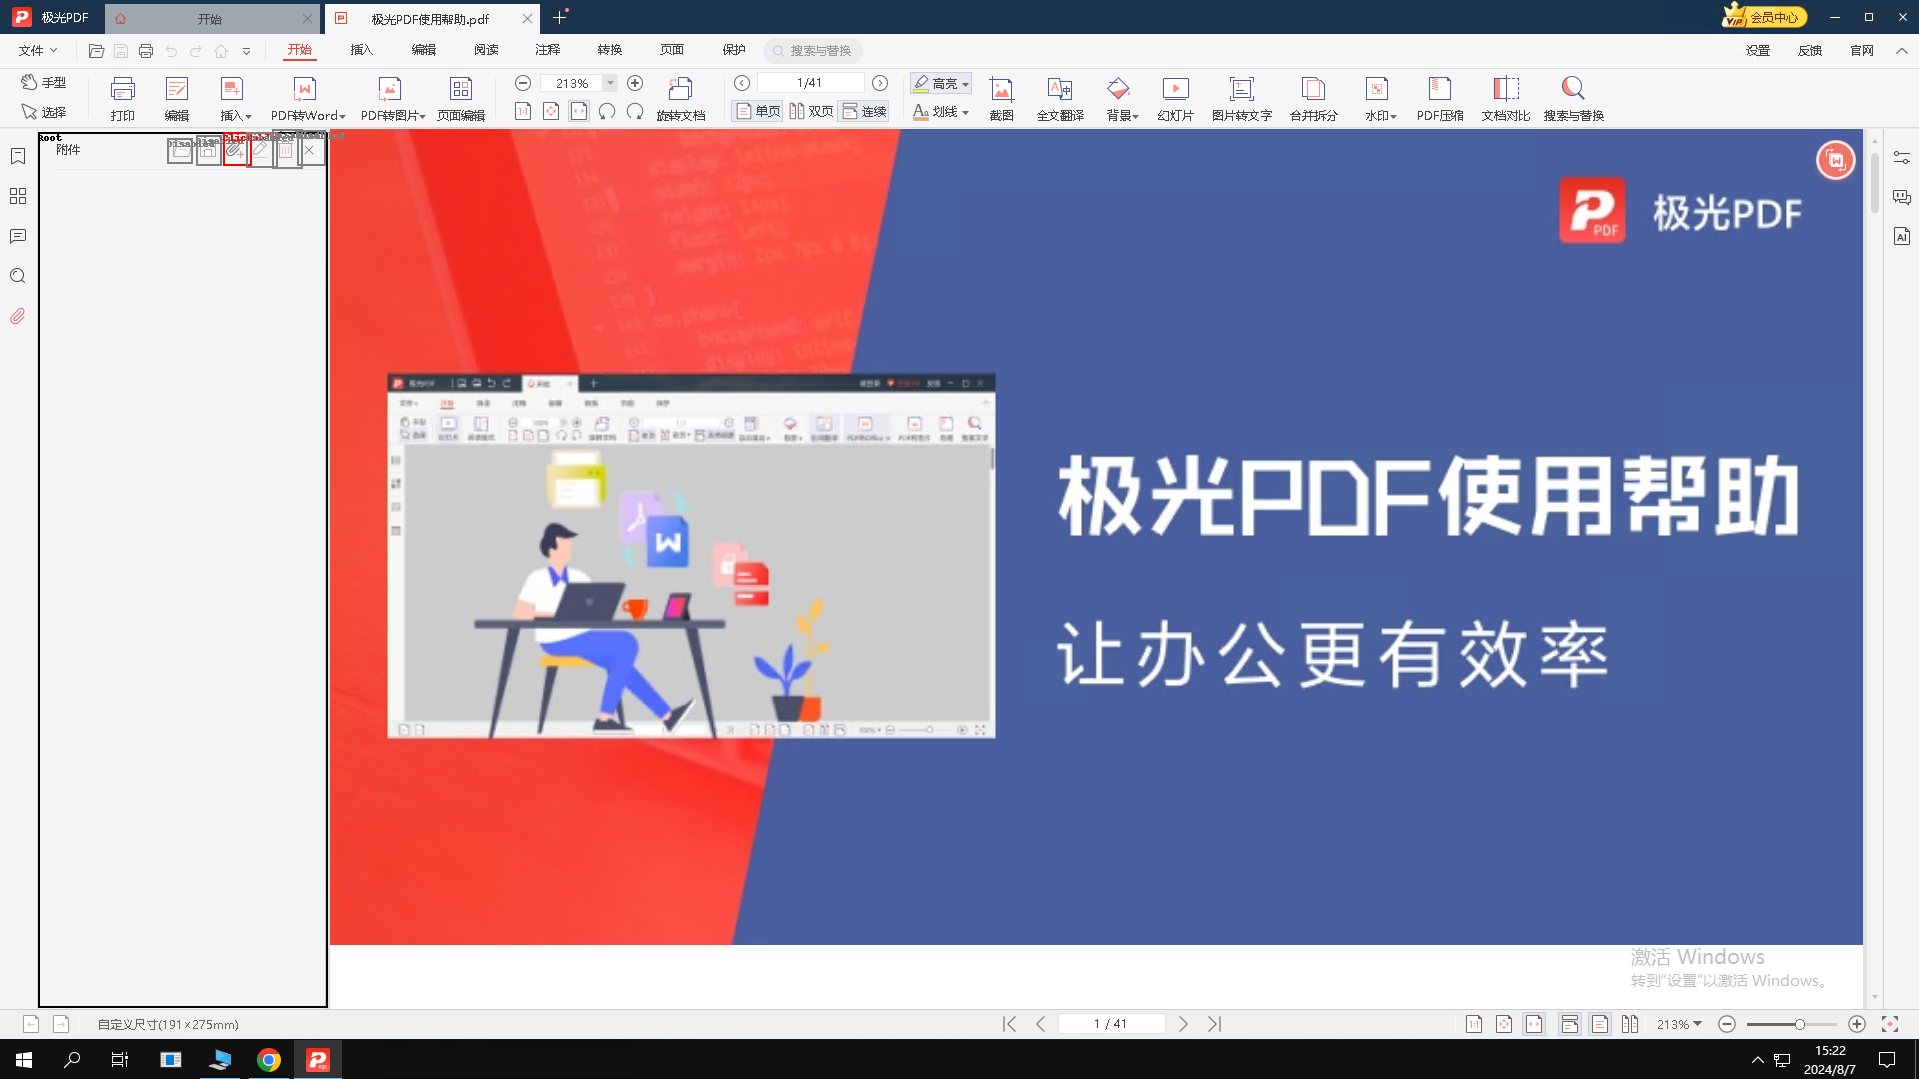 极光PDF
开始
极光PDF使用帮助.pdf
会员中心
文件
开始
插入
编辑
阅读
注释
转换
页面
保护
搜索与替换
设置
反馈
官网
手型
选择
打印
编辑
插入
PDF转Word
PDF转图片
页面编辑
213%
旋转文档
1/41
单页
双页
连续
高亮
划线
截图
全文翻译
背景
幻灯片
图片转文字
合并拆分
水印
PDF压缩
文档对比
搜索与替换
Root
附件
极光PDF
极光PDF使用帮助
让办公更有效率
激活 Windows
转到“设置”以激活 Windows。
自定义尺寸(191×275mm)
1 / 41
213%
15:22
2024/8/7